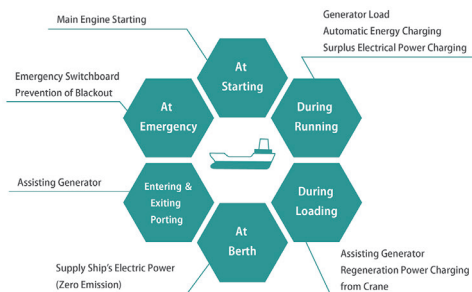 Main Engine Starting
Generator Load
Automatic Energy Charging
Surplus Electrical Power Charging
At
Starting
Emergency Switchboard
Prevention of Blackout
At
Emergency
During
Running
Assisting Generator
Entering &
Exiting
Porting
During
Loading
At
Berth
Supply Ship's Electric Power
(Zero Emission)
Assisting Generator
Regeneration Power Charging
from Crane